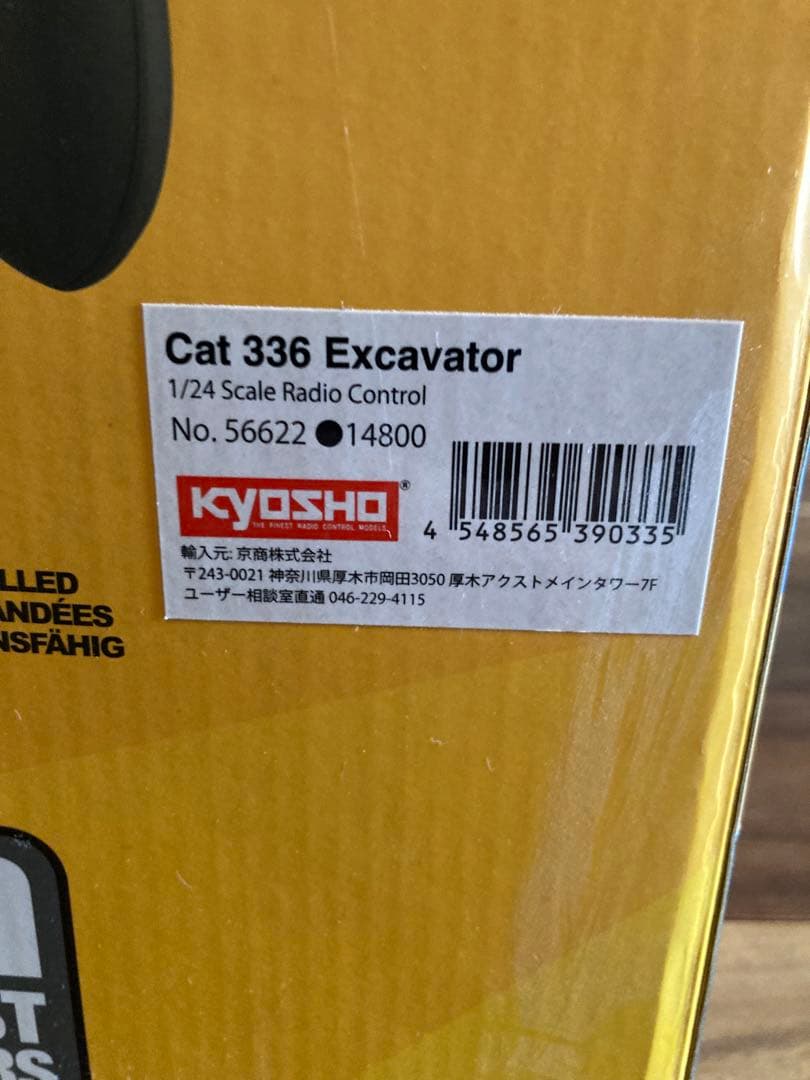 Cat 336 Excavator
1/24 Scale Radio Control
No. 56622 ●14800
KYOSHO®
THE FINEST RADIO CONTROL MODELS
4 548565 390335
輸入元: 京商株式会社
〒243-0021 神奈川県厚木市岡田3050 厚木アクストメインタワー7F
ユーザー相談室直通 046-229-4115
LLED
ANDÉES
NSFÄHIG